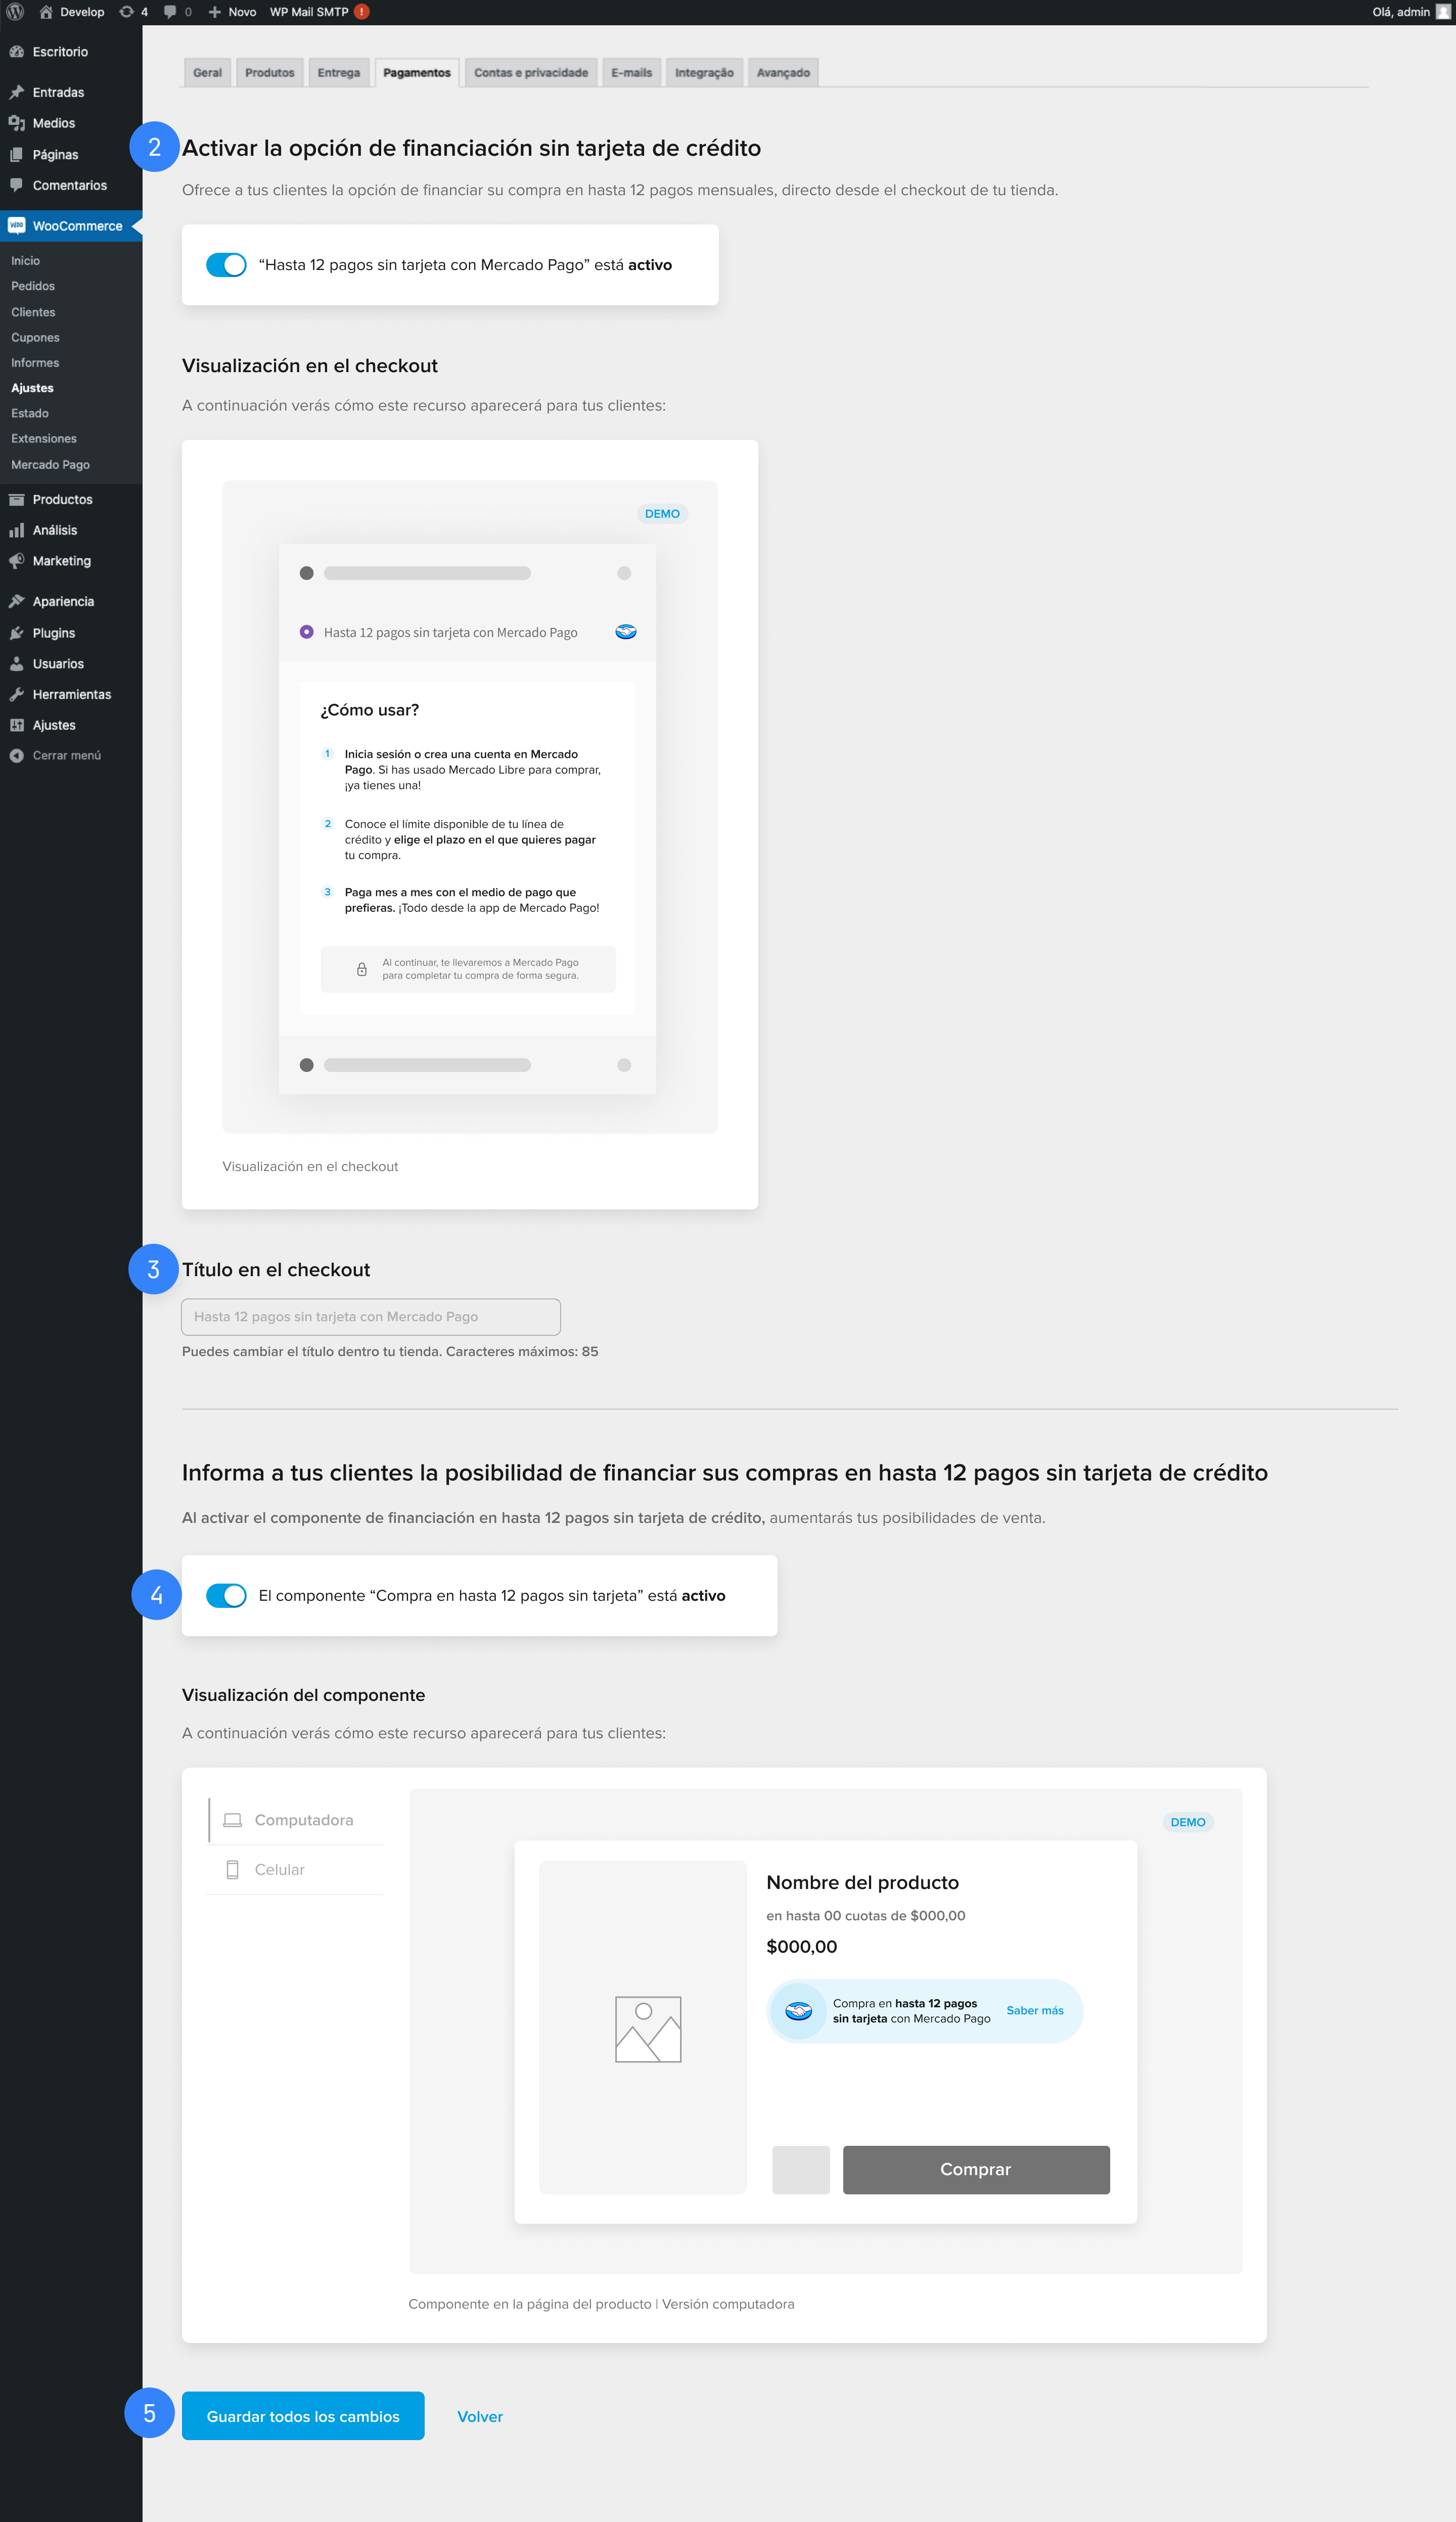 Develop 4 0 Novo WP Mail SMTP ! Olá, admin
Escritorio
Entradas
Medios
Páginas
Comentarios
WOO WooCommerce
Inicio
Pedidos
Clientes
Cupones
Informes
Ajustes
Estado
Extensiones
Mercado Pago
Productos
Análisis
Marketing
Apariencia
Plugins
Usuarios
Herramientas
Ajustes
Cerrar menú
Geral Produtos Entrega Pagamentos Contas e privacidade E-mails Integração Avançado
2 Activar la opción de financiación sin tarjeta de crédito
Ofrece a tus clientes la opción de financiar su compra en hasta 12 pagos mensuales, directo desde el checkout de tu tienda.
“Hasta 12 pagos sin tarjeta con Mercado Pago” está activo
Visualización en el checkout
A continuación verás cómo este recurso aparecerá para tus clientes:
DEMO
Hasta 12 pagos sin tarjeta con Mercado Pago
¿Cómo usar?
1 Inicia sesión o crea una cuenta en Mercado
Pago. Si has usado Mercado Libre para comprar,
¡ya tienes una!
2 Conoce el límite disponible de tu línea de
crédito y elige el plazo en el que quieres pagar
tu compra.
3 Paga mes a mes con el medio de pago que
prefieras. ¡Todo desde la app de Mercado Pago!
Al continuar, te llevaremos a Mercado Pago
para completar tu compra de forma segura.
Visualización en el checkout
3 Título en el checkout
Hasta 12 pagos sin tarjeta con Mercado Pago
Puedes cambiar el título dentro tu tienda. Caracteres máximos: 85
Informa a tus clientes la posibilidad de financiar sus compras en hasta 12 pagos sin tarjeta de crédito
Al activar el componente de financiación en hasta 12 pagos sin tarjeta de crédito, aumentarás tus posibilidades de venta.
4 El componente “Compra en hasta 12 pagos sin tarjeta” está activo
Visualización del componente
A continuación verás cómo este recurso aparecerá para tus clientes:
Computadora
Celular
DEMO
Nombre del producto
en hasta 00 cuotas de $000,00
$000,00
Compra en hasta 12 pagos
sin tarjeta con Mercado Pago
Saber más
Comprar
Componente en la página del producto | Versión computadora
5 Guardar todos los cambios Volver